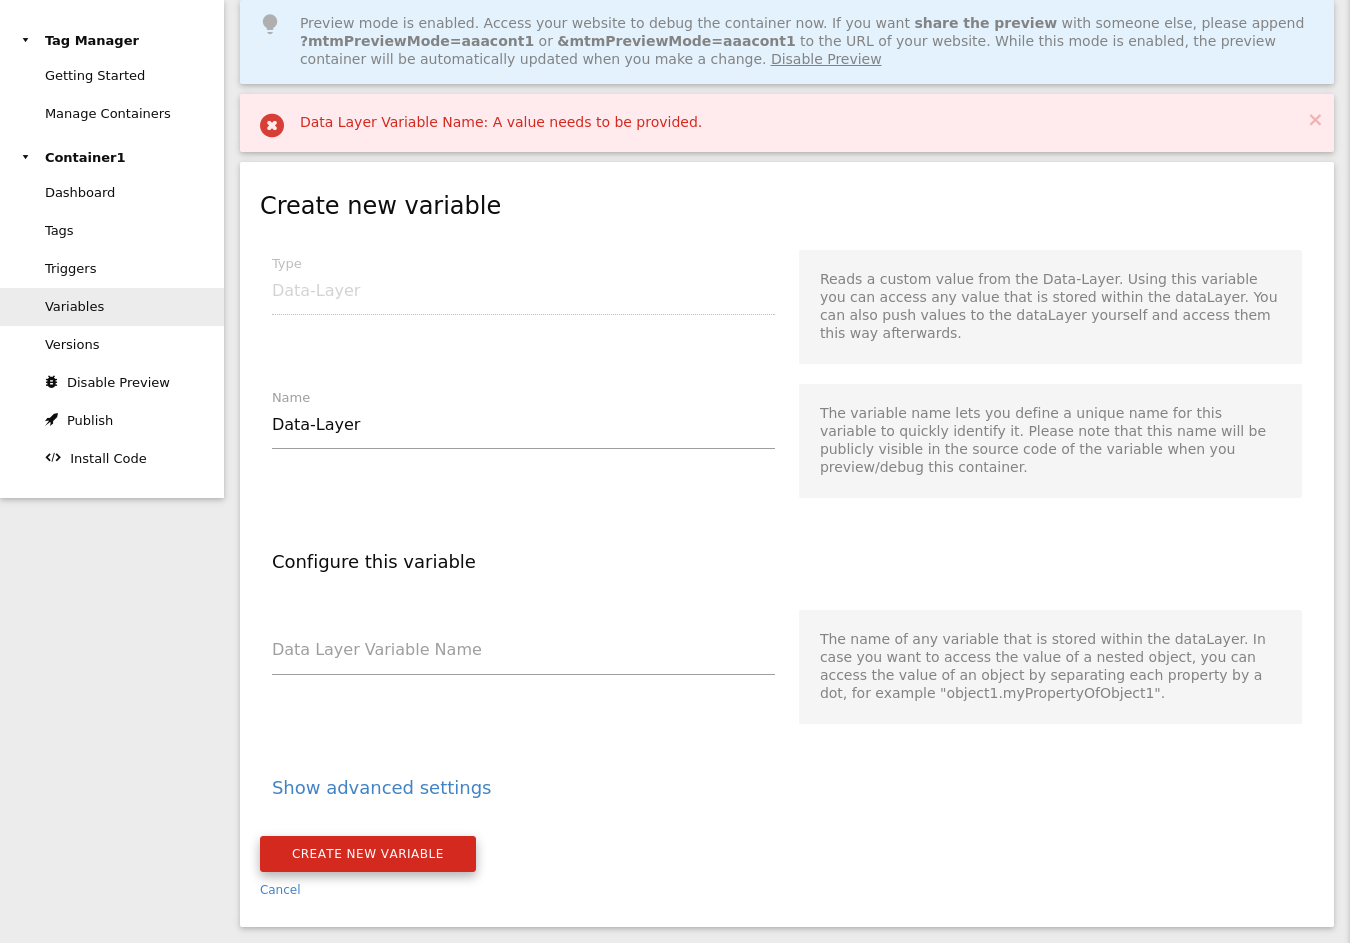 Tag Manager
Getting Started
Manage Containers
Container1
Dashboard
Tags
Triggers
Variables
Versions
Disable Preview
Publish
Install Code
Preview mode is enabled. Access your website to debug the container now. If you want share the preview with someone else, please append
?mtmPreviewMode=aaacont1 or &mtmPreviewMode=aaacont1 to the URL of your website. While this mode is enabled, the preview
container will be automatically updated when you make a change. Disable Preview
Data Layer Variable Name: A value needs to be provided.
Create new variable
Type
Data-Layer
Reads a custom value from the Data-Layer. Using this variable
you can access any value that is stored within the dataLayer. You
can also push values to the dataLayer yourself and access them
this way afterwards.
Name
Data-Layer
The variable name lets you define a unique name for this
variable to quickly identify it. Please note that this name will be
publicly visible in the source code of the variable when you
preview/debug this container.
Configure this variable
Data Layer Variable Name
The name of any variable that is stored within the dataLayer. In
case you want to access the value of a nested object, you can
access the value of an object by separating each property by a
dot, for example "object1.myPropertyOfObject1".
Show advanced settings
CREATE NEW VARIABLE
Cancel